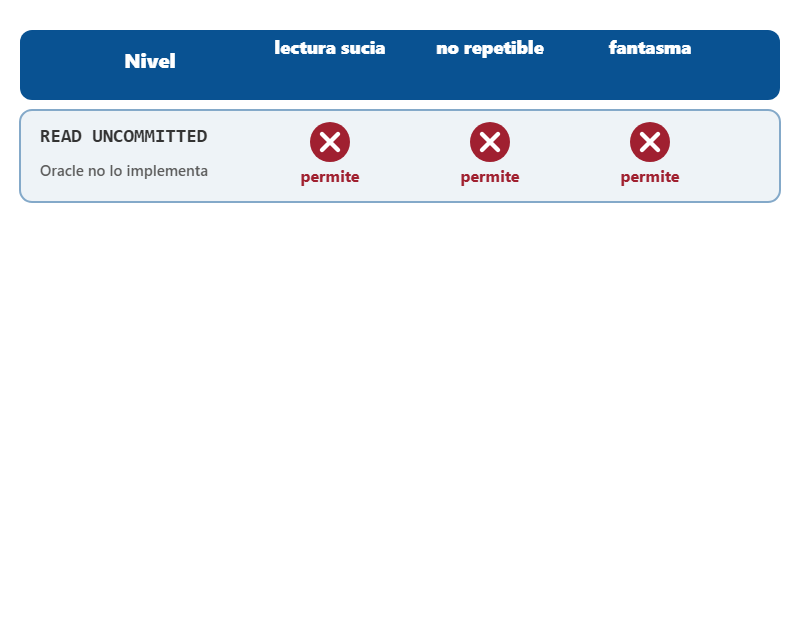 Nivel lectura sucia no repetible fantasma
READ UNCOMMITTED
Oracle no lo implementa
permite permite permite